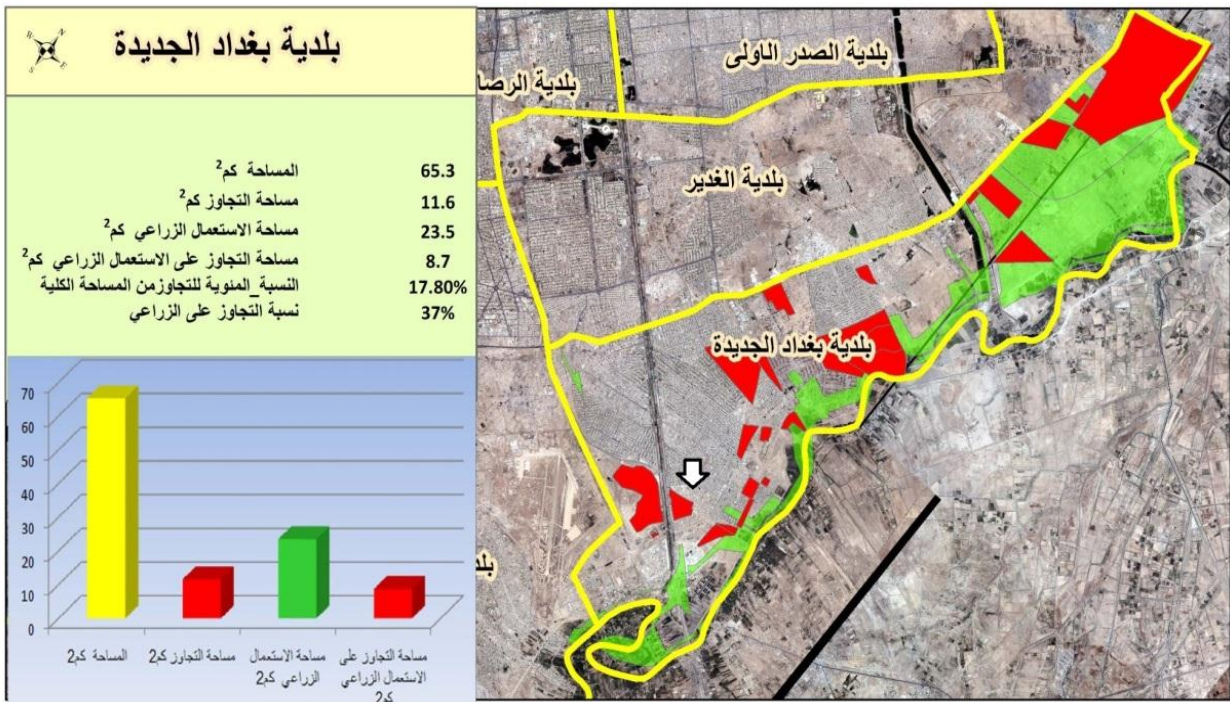 بلدية بغداد الجديدة
N
E
S
W
المساحة كم2 65.3
مساحة التجاوز كم2 11.6
مساحة الاستعمال الزراعي كم2 23.5
مساحة التجاوز على الاستعمال الزراعي كم2 8.7
النسبة_المئوية للتجاوزمن المساحة الكلية 17.80%
نسبة التجاوز على الزراعي 37%
70
60
50
40
30
20
10
0
المساحة كم2
مساحة التجاوز كم2
مساحة الاستعمال
الزراعي كم2
مساحة التجاوز على
الاستعمال الزراعي
كم2
بلدية الصدر الاولى
بلدية الرصا
بلدية الغدير
بلدية بغداد الجديدة
بلد